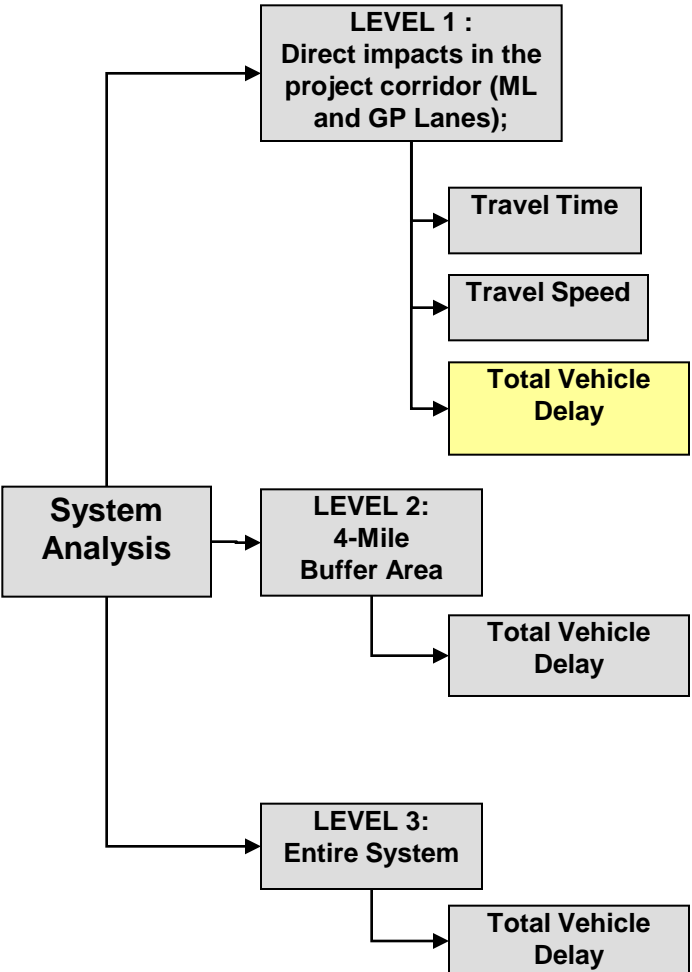 LEVEL 1 :
Direct impacts in the
project corridor (ML
and GP Lanes);
Travel Time
Travel Speed
Total Vehicle
Delay
System
Analysis
LEVEL 2:
4-Mile
Buffer Area
Total Vehicle
Delay
LEVEL 3:
Entire System
Total Vehicle
Delay